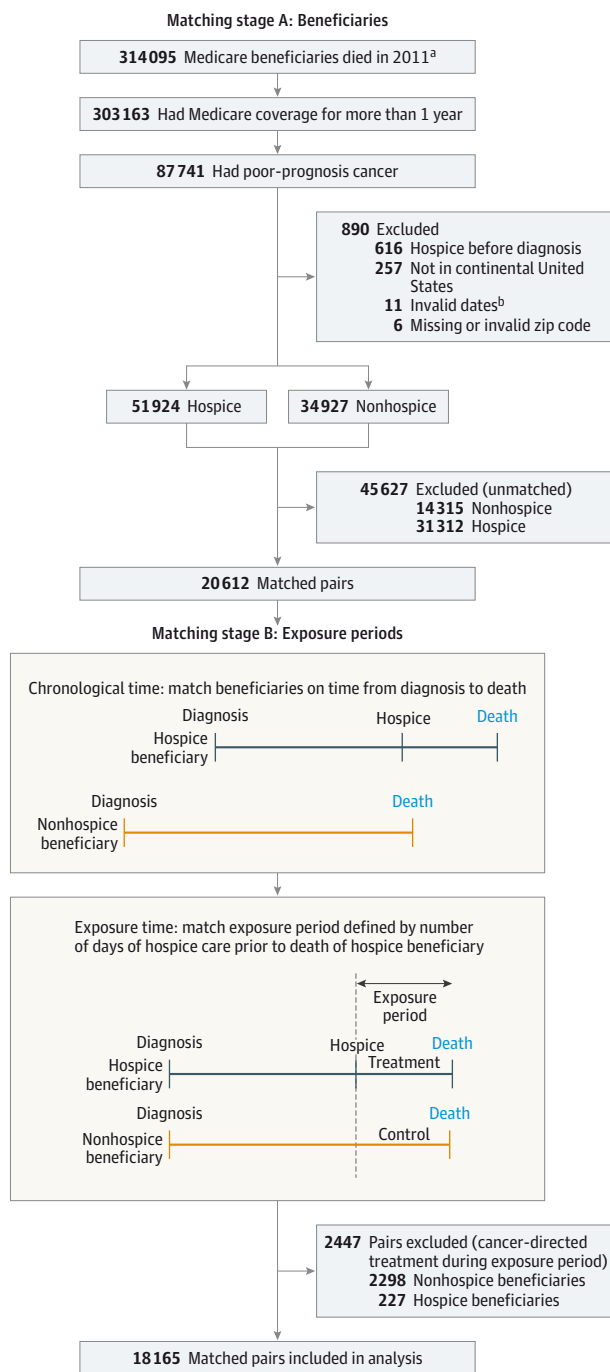 Matching stage A: Beneficiaries
314095 Medicare beneficiaries died in 2011a
303163 Had Medicare coverage for more than 1 year
87741 Had poor-prognosis cancer
890 Excluded
616 Hospice before diagnosis
257 Not in continental United
States
11 Invalid datesb
6 Missing or invalid zip code
51924 Hospice
34927 Nonhospice
45627 Excluded (unmatched)
14315 Nonhospice
31312 Hospice
20612 Matched pairs
Matching stage B: Exposure periods
Chronological time: match beneficiaries on time from diagnosis to death
Diagnosis
Hospice
Death
Hospice
beneficiary
Diagnosis
Death
Nonhospice
beneficiary
Exposure time: match exposure period defined by number
of days of hospice care prior to death of hospice beneficiary
Exposure
period
Diagnosis
Hospice
Death
Hospice
beneficiary
Treatment
Diagnosis
Death
Nonhospice
beneficiary
Control
2447 Pairs excluded (cancer-directed
treatment during exposure period)
2298 Nonhospice beneficiaries
227 Hospice beneficiaries
18165 Matched pairs included in analysis